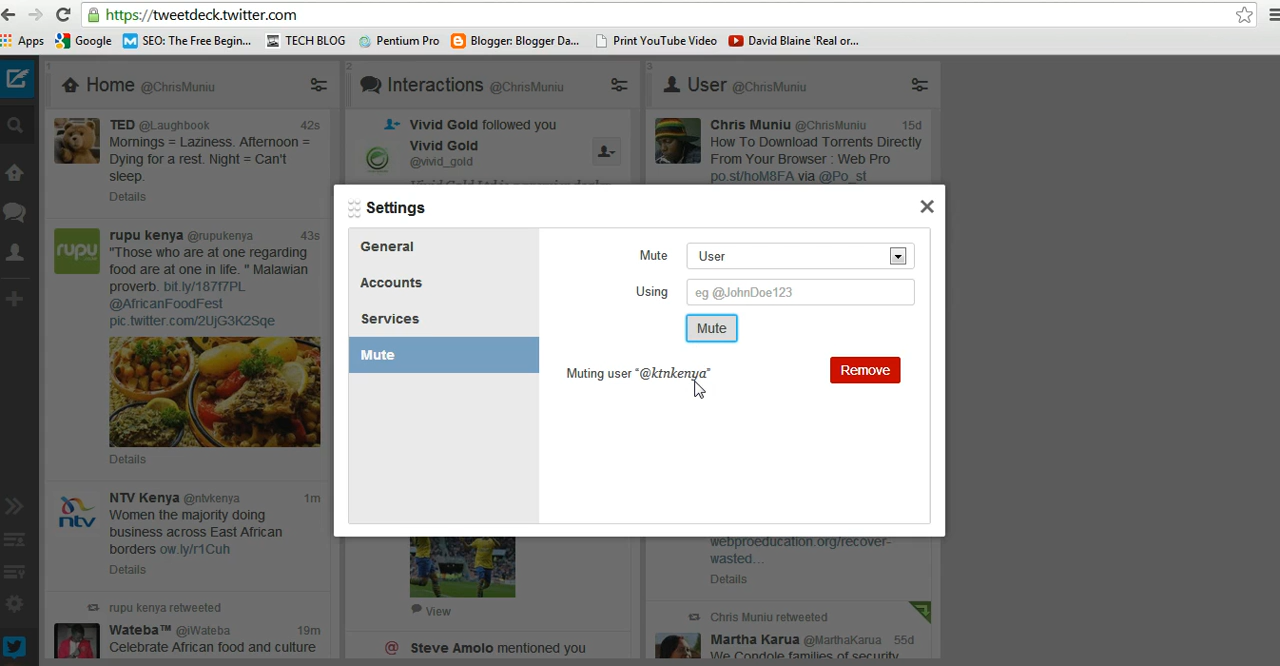 https://tweetdeck.twitter.com
Apps
Google
SEO: The Free Begin...
TECH BLOG
Pentium Pro
Blogger: Blogger Da...
Print YouTube Video
David Blaine 'Real or...
1
Home @ChrisMuniu
TED @Laughbook 42s
Mornings = Laziness. Afternoon =
Dying for a rest. Night = Can't
sleep.
Details
rupu
rupu kenya @rupukenya 43s
"Those who are at one regarding
food are at one in life. " Malawian
proverb. bit.ly/187f7PL
@AfricanFoodFest
pic.twitter.com/2UjG3K2Sqe
Details
ntv
NTV Kenya @ntvkenya 1m
Women the majority doing
business across East African
borders ow.ly/r1Cuh
Details
rupu kenya retweeted
Wateba™ @iWateba 19m
Celebrate African food and culture
2
Interactions @ChrisMuniu
Vivid Gold followed you
Vivid Gold
@vivid_gold
View
@ Steve Amolo mentioned you
3
User @ChrisMuniu
Chris Muniu @ChrisMuniu 15d
How To Download Torrents Directly
From Your Browser : Web Pro
po.st/hoM8FA via @Po_st
webproeducation.org/recover-
wasted...
Details
Chris Muniu retweeted
Martha Karua @MarthaKarua 55d
We Condole families of security
Settings
General
Accounts
Services
Mute
Mute User
Using eg @JohnDoe123
Mute
Muting user “@ktnkenya”
Remove